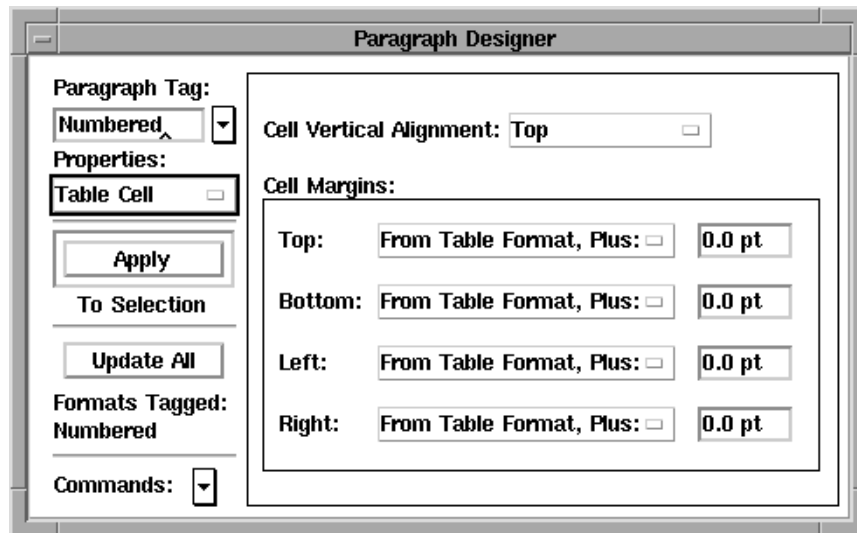 Paragraph Designer
Paragraph Tag:
Numbered
Properties:
Table Cell
Apply
To Selection
Update All
Formats Tagged:
Numbered
Commands:
Cell Vertical Alignment: Top
Cell Margins:
Top: From Table Format, Plus: 0.0 pt
Bottom: From Table Format, Plus: 0.0 pt
Left: From Table Format, Plus: 0.0 pt
Right: From Table Format, Plus: 0.0 pt